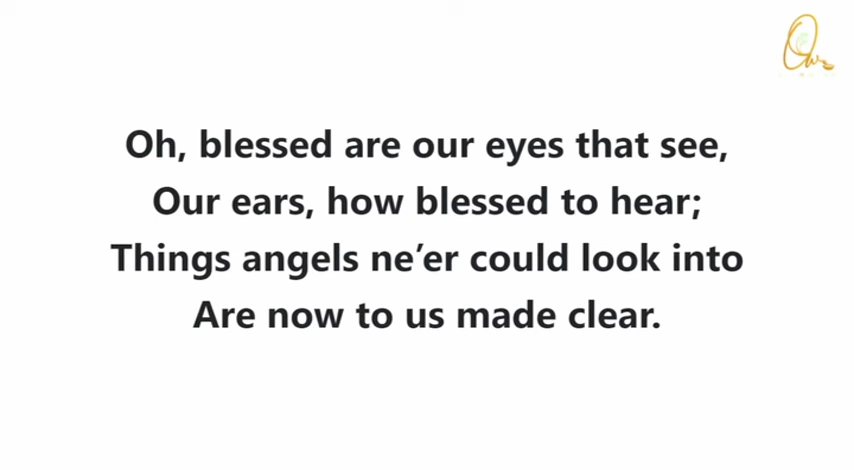 Oh, blessed are our eyes that see,
Our ears, how blessed to hear;
Things angels ne’er could look into
Are now to us made clear.